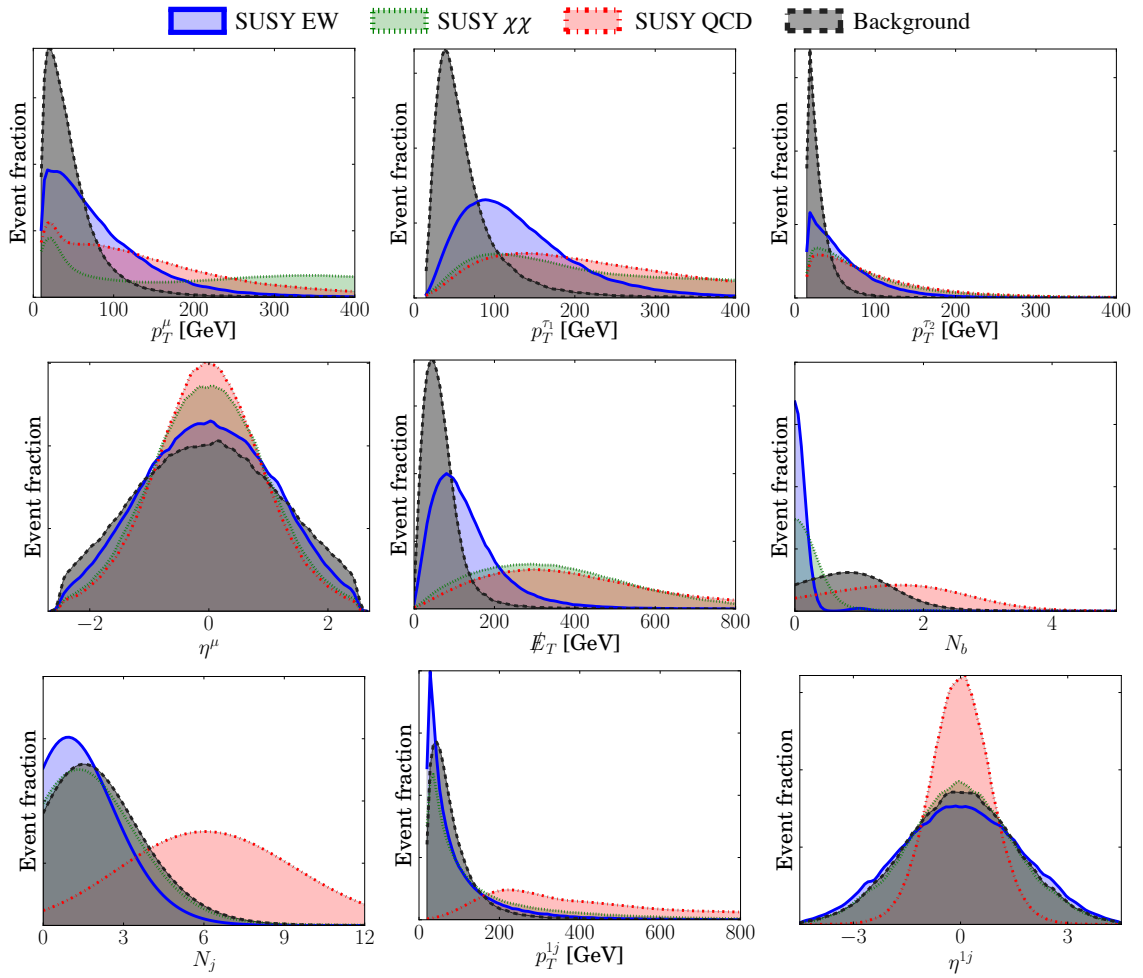 SUSY EW SUSY χχ SUSY QCD Background
Event fraction Event fraction Event fraction
0 100 200 300 400 0 100 200 300 400 0 100 200 300 400
p_T^μ [GeV] p_T^{τ_1} [GeV] p_T^{τ_2} [GeV]
Event fraction Event fraction Event fraction
−2 0 2 0 200 400 600 800 0 2 4
η^μ E̸_T [GeV] N_b
Event fraction Event fraction Event fraction
0 3 6 9 12 0 200 400 600 800 −3 0 3
N_j p_T^{1j} [GeV] η^{1j}